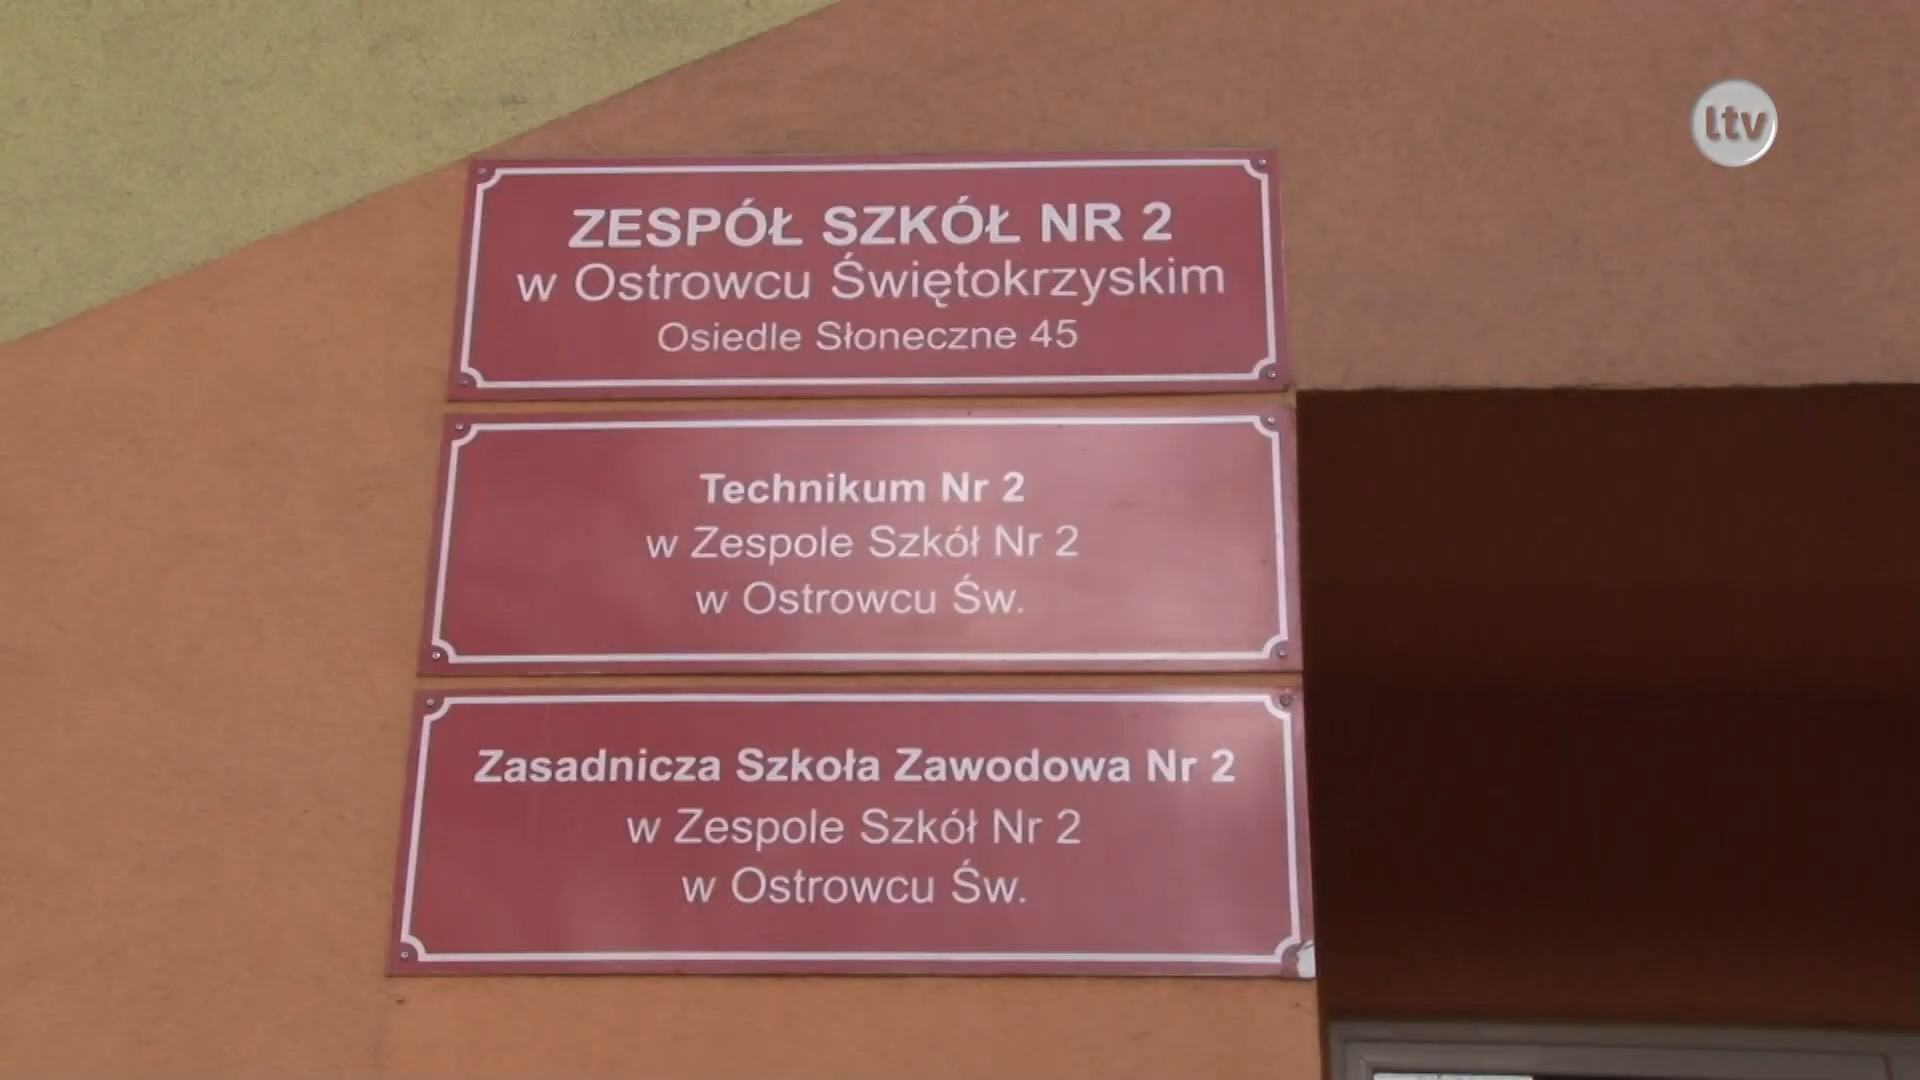 ltv
ZESPÓŁ SZKÓŁ NR 2
w Ostrowcu Świętokrzyskim
Osiedle Słoneczne 45
Technikum Nr 2
w Zespole Szkół Nr 2
w Ostrowcu Św.
Zasadnicza Szkoła Zawodowa Nr 2
w Zespole Szkół Nr 2
w Ostrowcu Św.